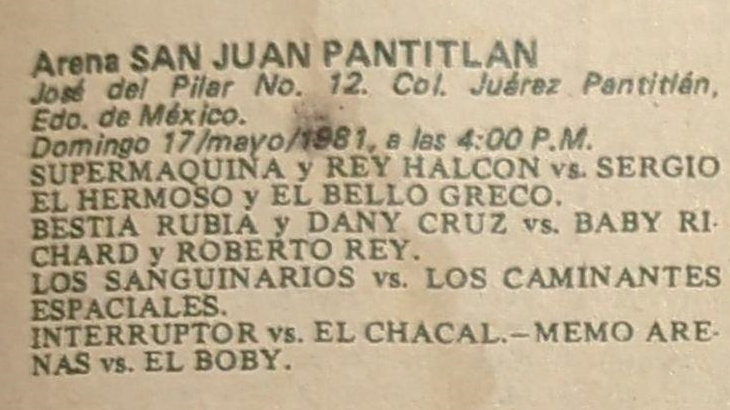 Arena SAN JUAN PANTITLAN
José del Pilar No. 12. Col. Juárez Pantitlán,
Edo. de México.
Domingo 17/mayo/1981, a las 4:00 P.M.
SUPERMAQUINA y REY HALCON vs. SERGIO
EL HERMOSO y EL BELLO GRECO.
BESTIA RUBIA y DANY CRUZ vs. BABY RI-
CHARD y ROBERTO REY.
LOS SANGUINARIOS vs. LOS CAMINANTES
ESPACIALES.
INTERRUPTOR vs. EL CHACAL.—MEMO ARE-
NAS vs. EL BOBY.